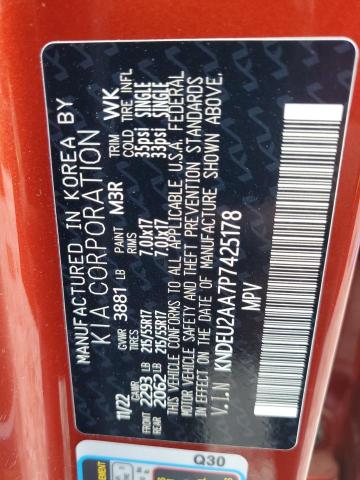 MANUFACTURED IN KOREA BY
KIA CORPORATION
GVWR PAINT TRIM
11/22 3881 LB M3R WK
GAWR TIRES RIMS COLD TIRE INFL
FRONT 2293 LB 215/55R17 7.0Jx17 35psi SINGLE
REAR 2062 LB 215/55R17 7.0Jx17 33psi SINGLE
THIS VEHICLE CONFORMS TO ALL APPLICABLE U.S.A. FEDERAL
MOTOR VEHICLE SAFETY AND THEFT PREVENTION STANDARDS
IN EFFECT ON THE DATE OF MANUFACTURE SHOWN ABOVE.
V.I.N KNDEU2AA7P7425178
MPV
Q30